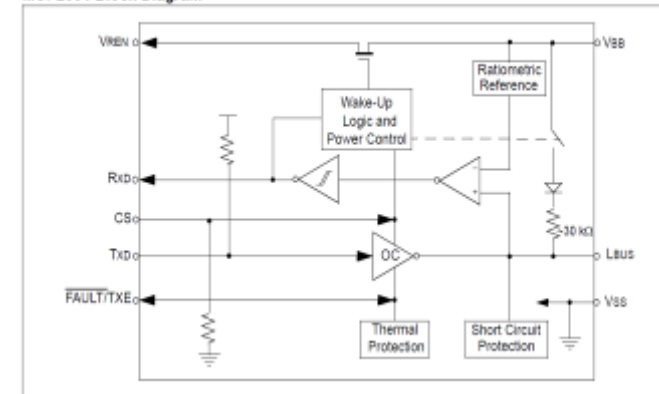 VREN
VBB
Ratiometric
Reference
Wake-Up
Logic and
Power Control
RXD
-
+
CS
~30 kΩ
TXD
OC
LBUS
FAULT/TXE
VSS
Thermal
Protection
Short Circuit
Protection